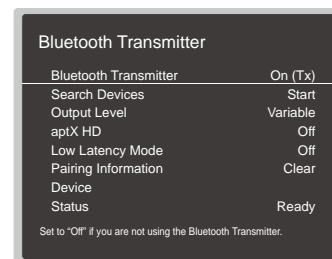 Bluetooth Transmitter
Bluetooth Transmitter On (Tx)
Search Devices Start
Output Level Variable
aptX HD Off
Low Latency Mode Off
Pairing Information Clear
Device
Status Ready
Set to “Off” if you are not using the Bluetooth Transmitter.